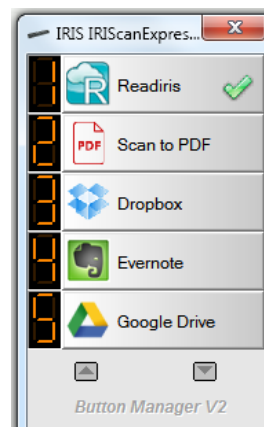 IRIS IRIScanExpres...
1 Readiris
2 PDF Scan to PDF
3 Dropbox
4 Evernote
5 Google Drive
Button Manager V2